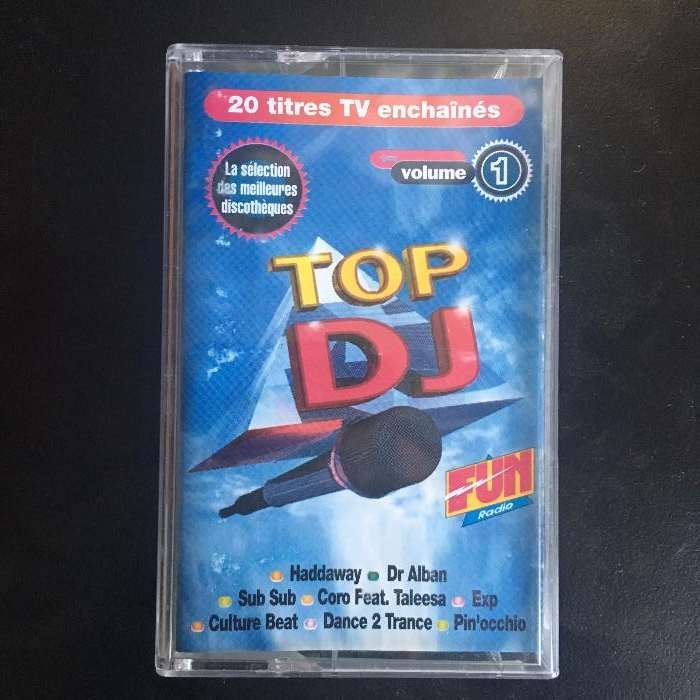 20 titres TV enchaînés
La sélection
des meilleures
discothèques
volume 1
TOP
DJ
FUN
Radio
Haddaway Dr Alban
Sub Sub Coro Feat. Taleesa Exp
Culture Beat Dance 2 Trance Pin'occhio